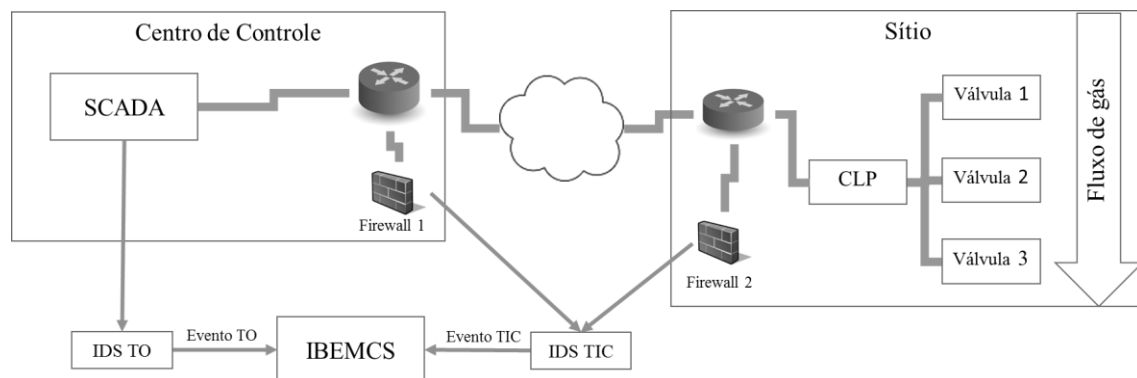 Centro de Controle
Sítio
SCADA
Válvula 1
CLP
Válvula 2
Válvula 3
Fluxo de gás
Firewall 1
Firewall 2
IDS TO
Evento TO
IBEMCS
Evento TIC
IDS TIC